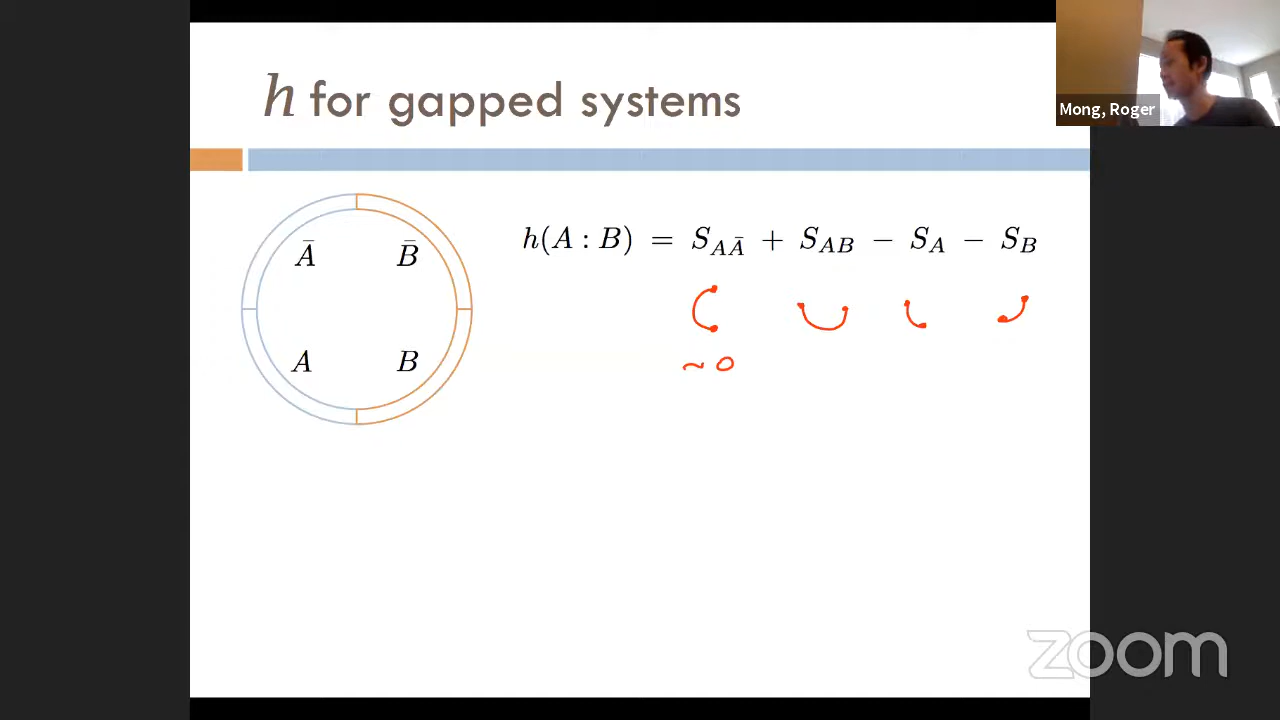 h for gapped systems
Mong, Roger
Ā B̄
h(A : B) = S_{AĀ} + S_{AB} − S_A − S_B
A B
~ 0
zoom